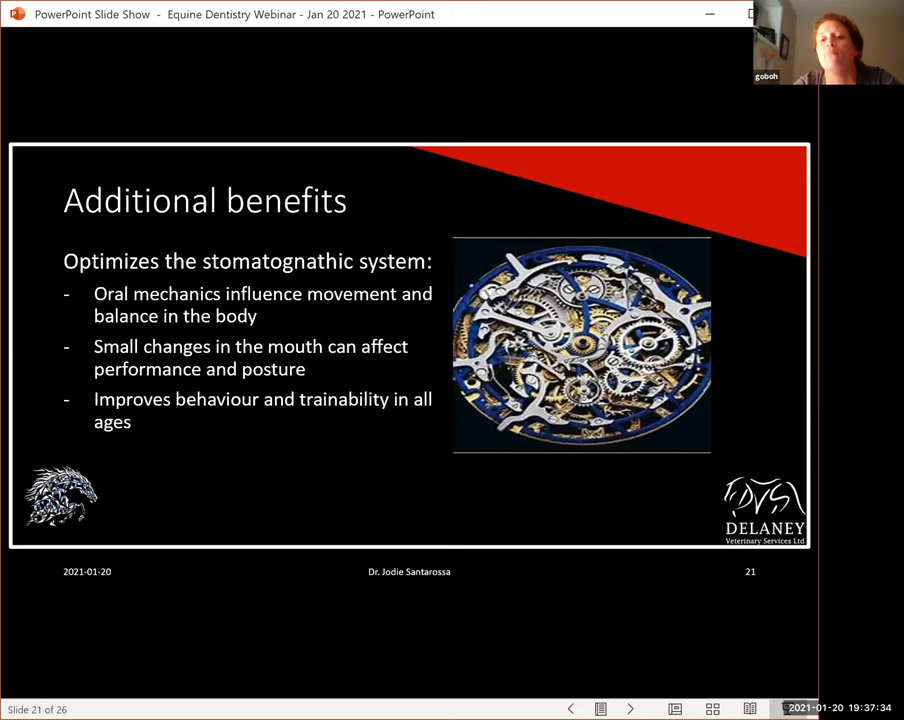 PowerPoint Slide Show - Equine Dentistry Webinar - Jan 20 2021 - PowerPoint
goboh
Additional benefits
Optimizes the stomatognathic system:
- Oral mechanics influence movement and
balance in the body
- Small changes in the mouth can affect
performance and posture
- Improves behaviour and trainability in all
ages
DVS
DELANEY
Veterinary Services Ltd
2021-01-20
Dr. Jodie Santarossa
21
Slide 21 of 26
2021-01-20 19:37:34